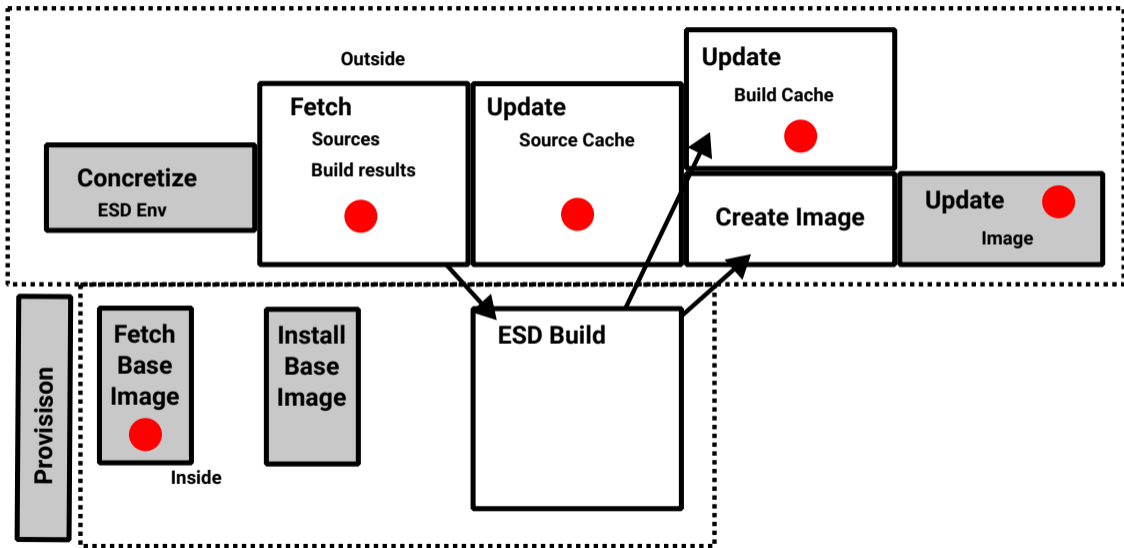 Outside
Concretize
ESD Env
Fetch
Sources
Build results
Update
Source Cache
Update
Build Cache
Create Image
Update
Image
Provisison
Fetch
Base
Image
Inside
Install
Base
Image
ESD Build